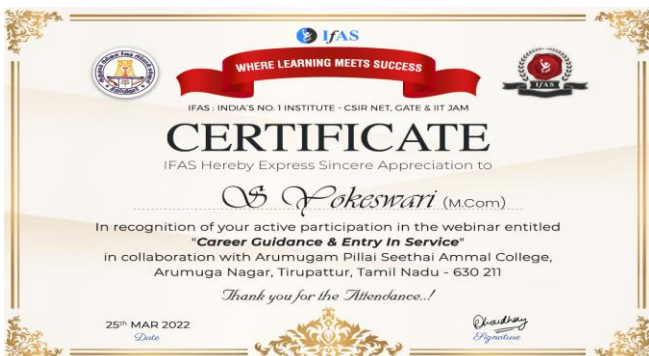 IfAS
WHERE LEARNING MEETS SUCCESS
IFAS
IFAS : INDIA'S NO. 1 INSTITUTE - CSIR NET, GATE & IIT JAM
CERTIFICATE
IFAS Hereby Express Sincere Appreciation to
S Yokeswari (M.Com)
In recognition of your active participation in the webinar entitled
"Career Guidance & Entry In Service"
in collaboration with Arumugam Pillai Seethai Ammal College,
Arumuga Nagar, Tirupattur, Tamil Nadu - 630 211
Thank you for the Attendance..!
25th MAR 2022
Date
Chaudhary
Signature